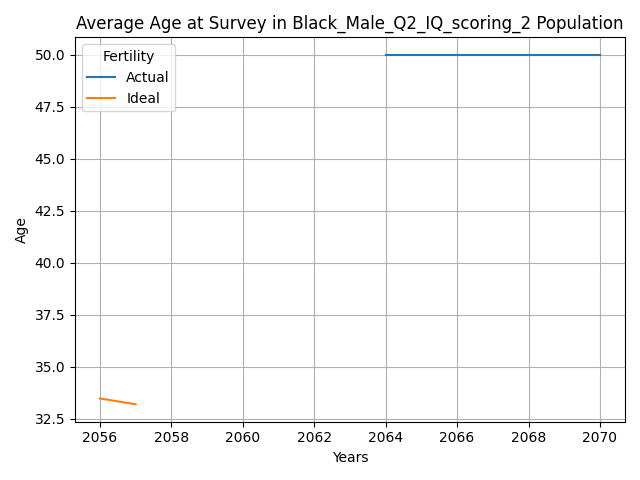 Average Age at Survey in Black_Male_Q2_IQ_scoring_2 Population
Fertility
Actual
Ideal
50.0
47.5
45.0
42.5
40.0
37.5
35.0
32.5
Age
2056 2058 2060 2062 2064 2066 2068 2070
Years